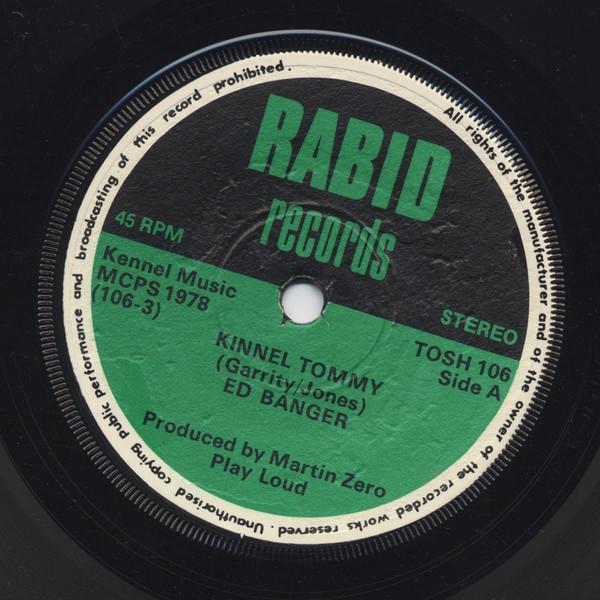 RABID
records
45 RPM
STEREO
Kennel Music
MCPS 1978
(106-3)
TOSH 106
Side A
KINNEL TOMMY
(Garrity/Jones)
ED BANGER
Produced by Martin Zero
Play Loud
All rights of the manufacturer and of the owner of the recorded works reserved. Unauthorised copying public performance and broadcasting of this record prohibited.